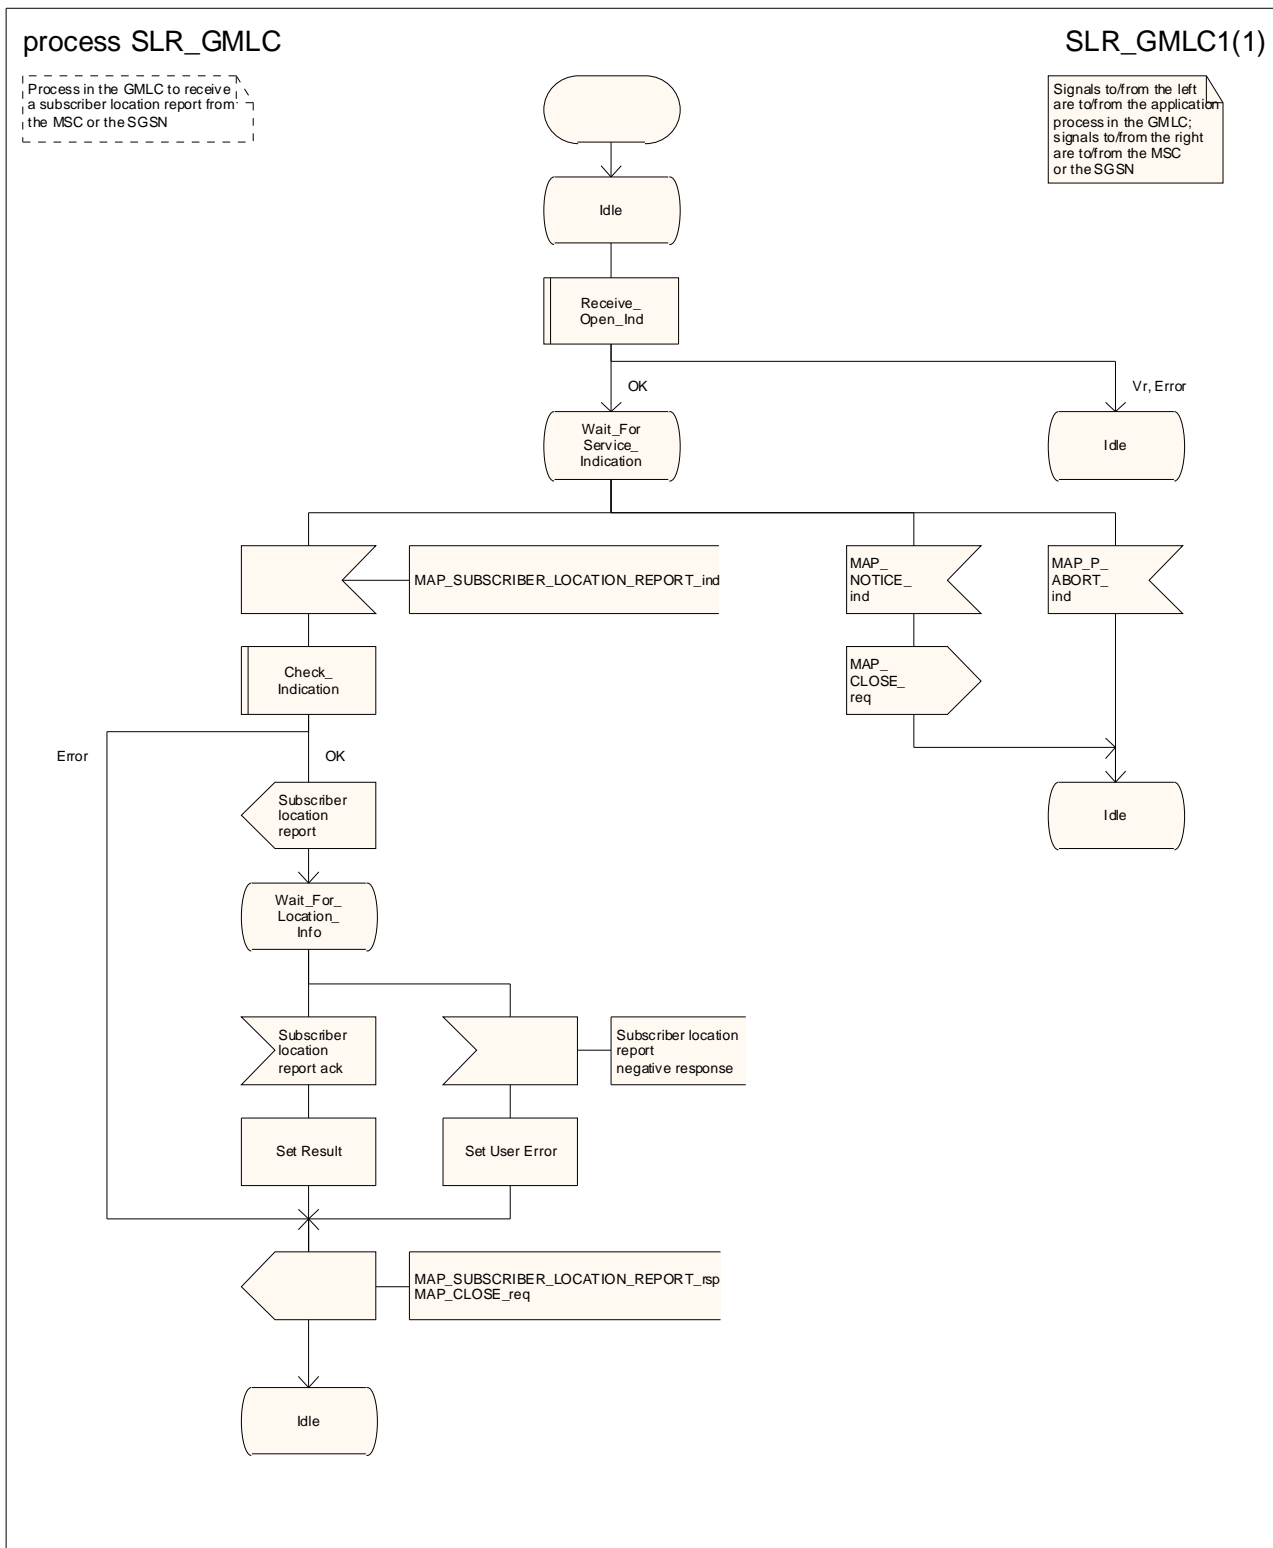 process SLR_GMLC
SLR_GMLC1(1)
Process in the GMLC to receive
a subscriber location report from
the MSC or the SGSN
Signals to/from the left
are to/from the application
process in the GMLC;
signals to/from the right
are to/from the MSC
or the SGSN
Idle
Receive_
Open_Ind
OK
Vr, Error
Wait_For
Service_
Indication
Idle
MAP_SUBSCRIBER_LOCATION_REPORT_ind
MAP_
NOTICE_
ind
MAP_P_
ABORT_
ind
Check_
Indication
MAP_
CLOSE_
req
Error
OK
Subscriber
location
report
Idle
Wait_For_
Location_
Info
Subscriber
location
report ack
Subscriber location
report
negative response
Set Result
Set User Error
MAP_SUBSCRIBER_LOCATION_REPORT_rsp
MAP_CLOSE_req
Idle